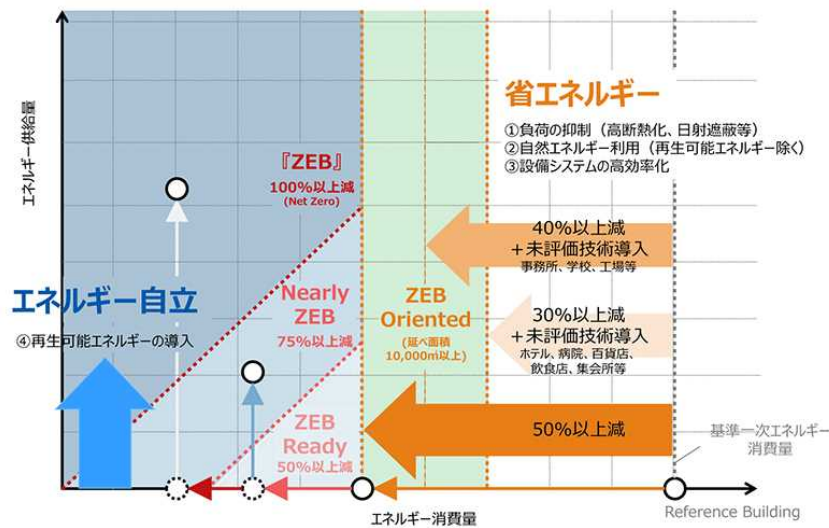 エネルギー供給量
省エネルギー
①負荷の抑制（高断熱化、日射遮蔽等）
②自然エネルギー利用（再生可能エネルギー除く）
③設備システムの高効率化
『ZEB』
100%以上減
(Net Zero)
40%以上減
＋未評価技術導入
事務所、学校、工場等
エネルギー自立
④再生可能エネルギーの導入
Nearly
ZEB
75%以上減
ZEB
Oriented
(延べ面積
10,000㎡以上)
30%以上減
＋未評価技術導入
ホテル、病院、百貨店、
飲食店、集会所等
ZEB
Ready
50%以上減
50%以上減
基準一次エネルギー
消費量
エネルギー消費量
Reference Building